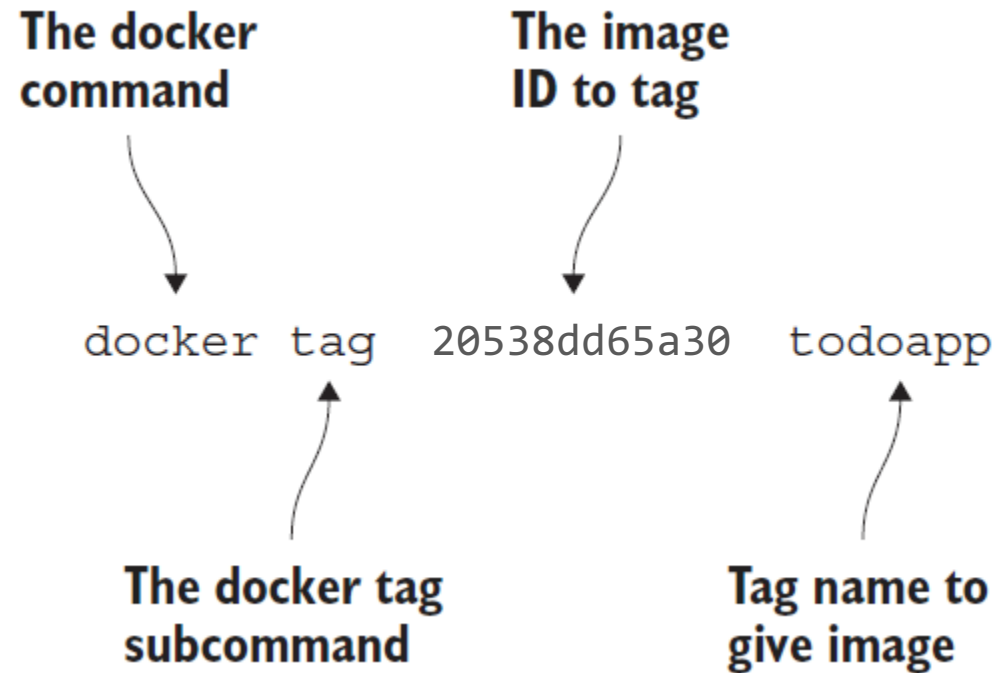 The docker
command
The image
ID to tag
docker tag 20538dd65a30 todoapp
The docker tag
subcommand
Tag name to
give image